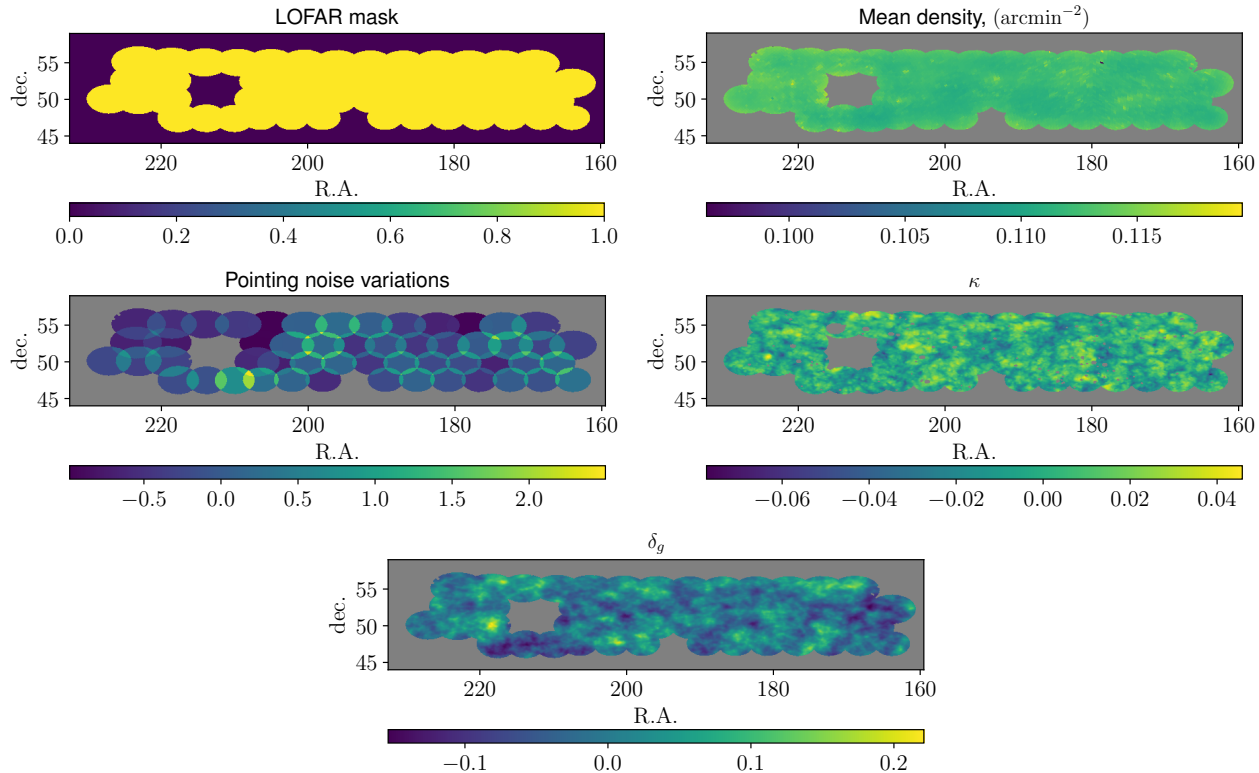 LOFAR mask
dec.
55
50
45
220 200 180 160
R.A.
0.0 0.2 0.4 0.6 0.8 1.0
Mean density, (arcmin⁻²)
dec.
55
50
45
220 200 180 160
R.A.
0.100 0.105 0.110 0.115
Pointing noise variations
dec.
55
50
45
220 200 180 160
R.A.
−0.5 0.0 0.5 1.0 1.5 2.0
κ
dec.
55
50
45
220 200 180 160
R.A.
−0.06 −0.04 −0.02 0.00 0.02 0.04
δ_g
dec.
55
50
45
220 200 180 160
R.A.
−0.1 0.0 0.1 0.2